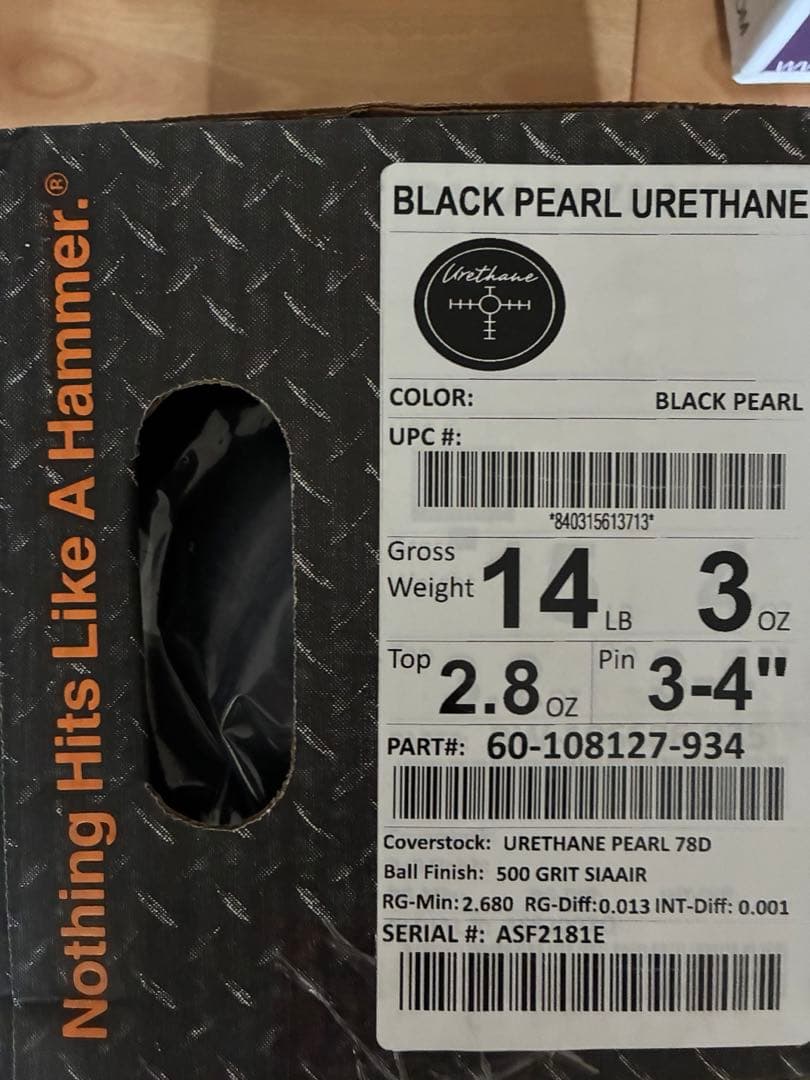 Nothing Hits Like A Hammer.®
BLACK PEARL URETHANE
Urethane
COLOR: BLACK PEARL
UPC #:
*840315613713*
Gross Weight 14 LB 3 OZ
Top 2.8 OZ Pin 3-4"
PART#: 60-108127-934
Coverstock: URETHANE PEARL 78D
Ball Finish: 500 GRIT SIAAIR
RG-Min: 2.680 RG-Diff:0.013 INT-Diff: 0.001
SERIAL #: ASF2181E